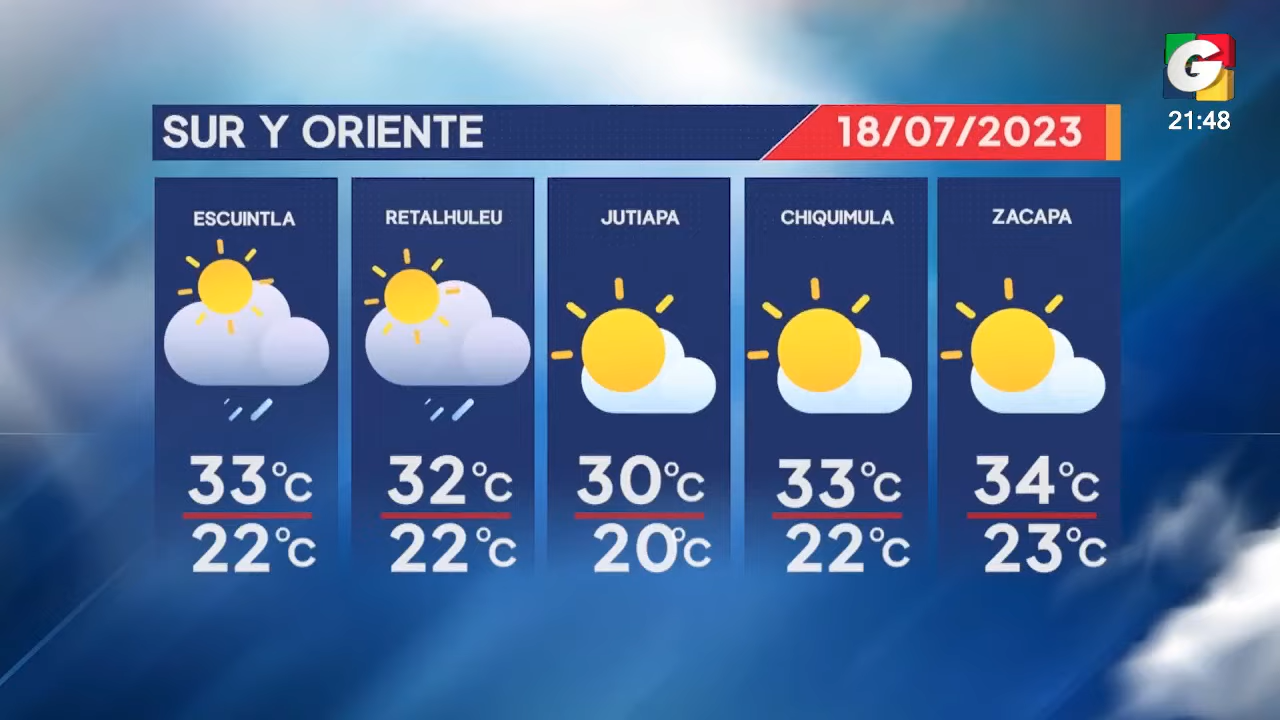 G
21:48
SUR Y ORIENTE
18/07/2023
ESCUINTLA
33°C
22°C
RETALHULEU
32°C
22°C
JUTIAPA
30°C
20°C
CHIQUIMULA
33°C
22°C
ZACAPA
34°C
23°C